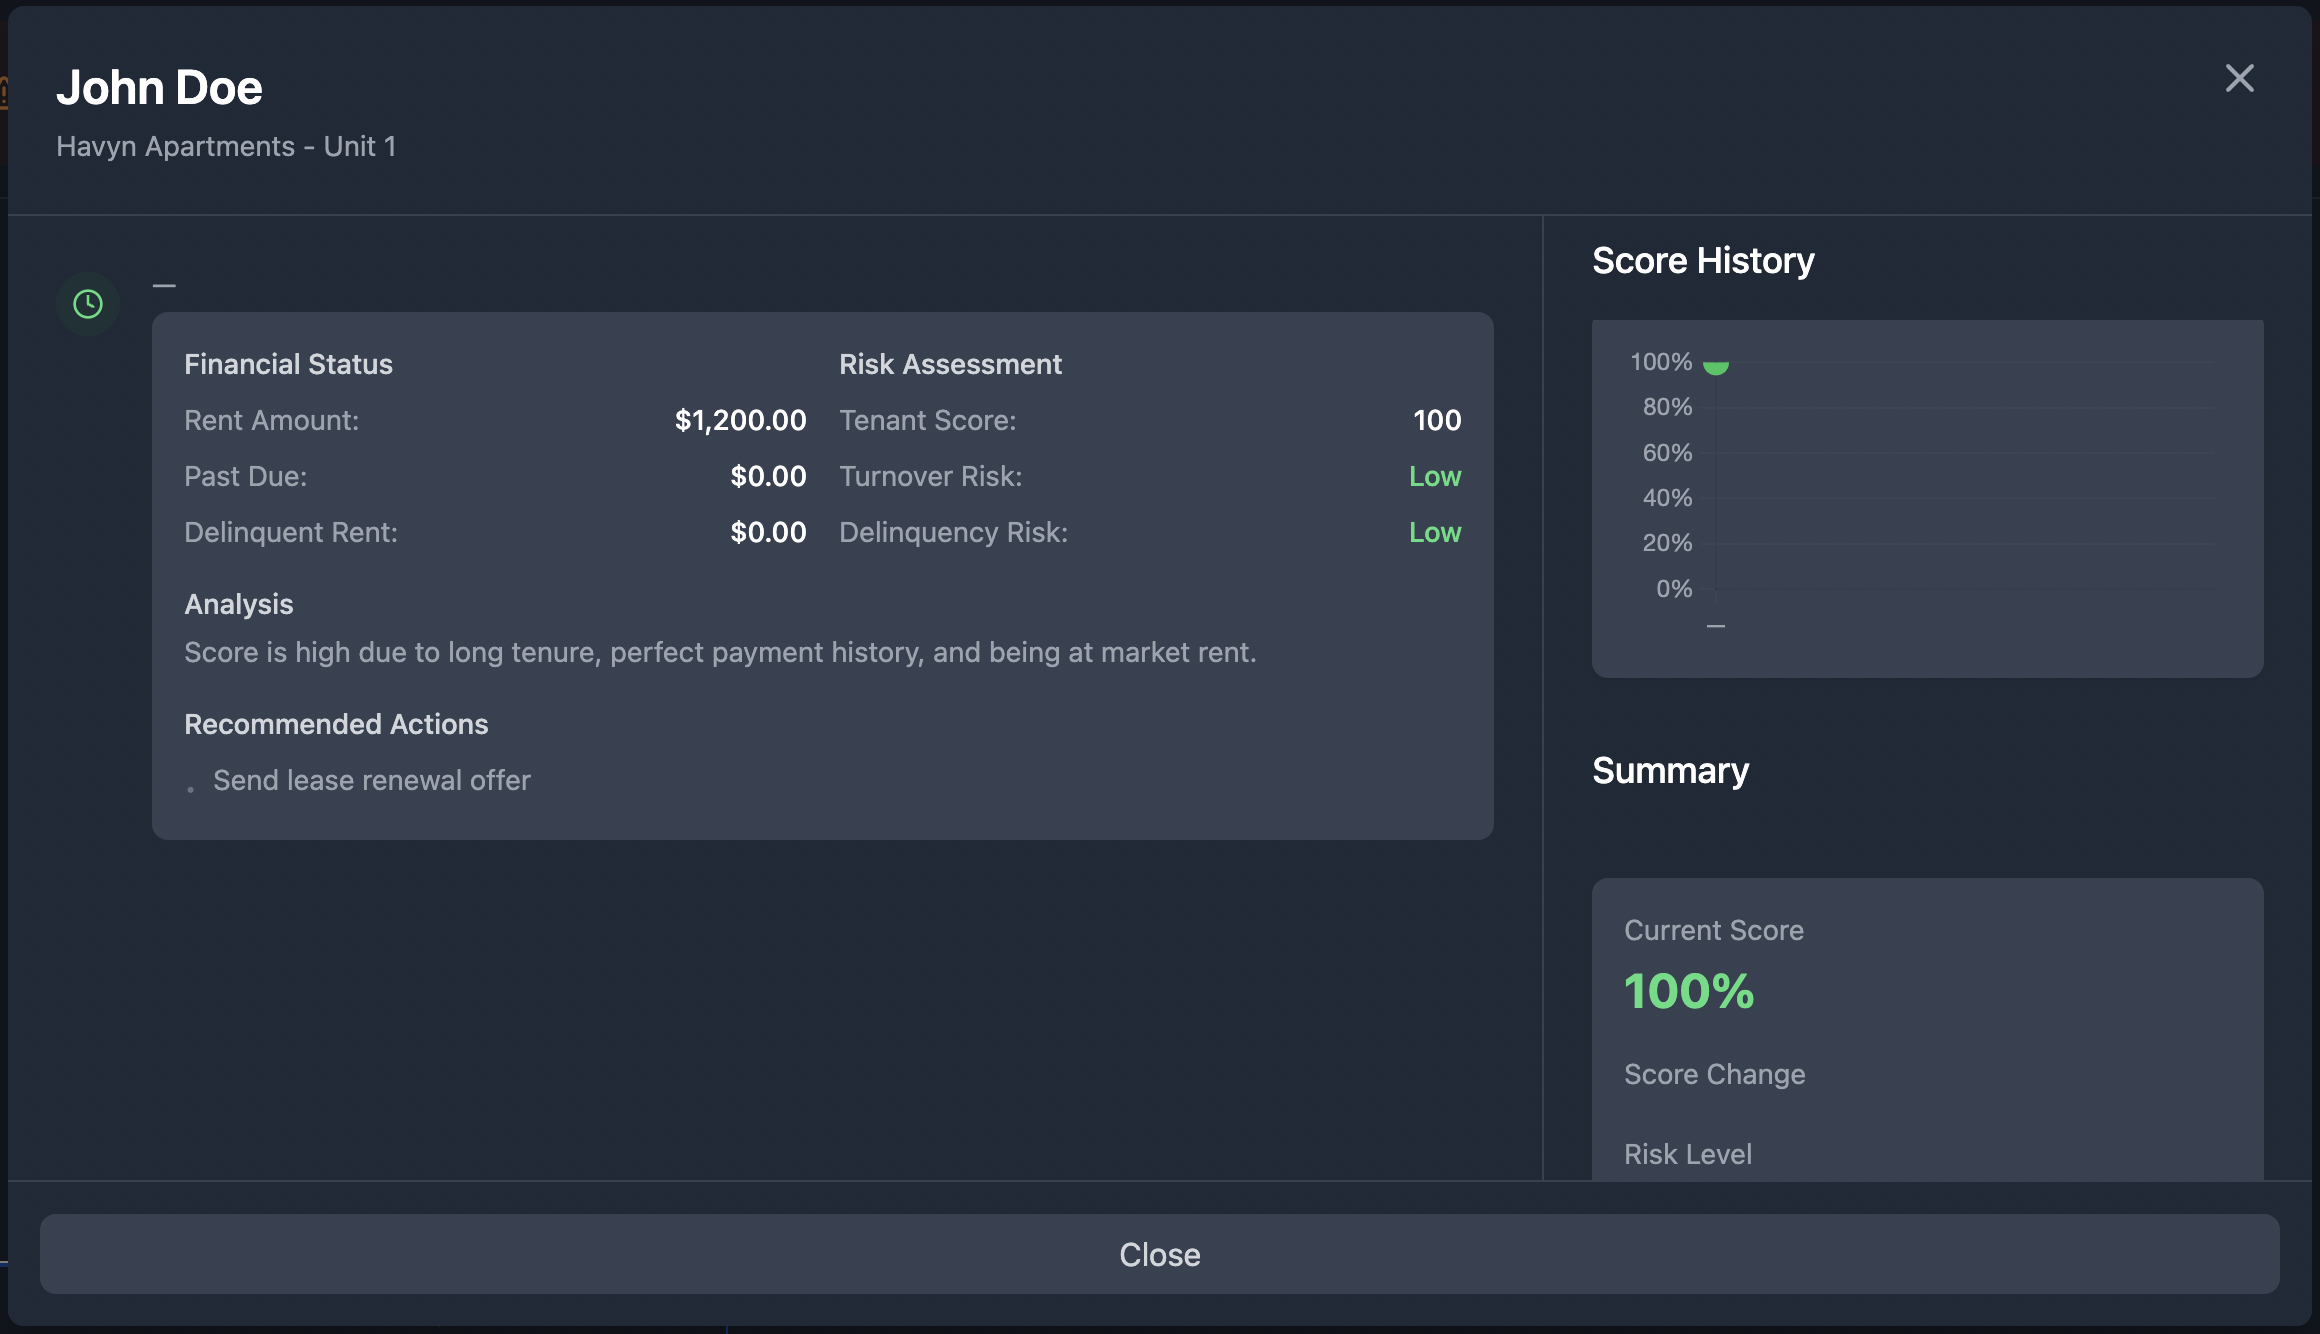 John Doe
Havyn Apartments - Unit 1
—
Financial Status
Rent Amount: $1,200.00
Past Due: $0.00
Delinquent Rent: $0.00
Risk Assessment
Tenant Score: 100
Turnover Risk: Low
Delinquency Risk: Low
Analysis
Score is high due to long tenure, perfect payment history, and being at market rent.
Recommended Actions
• Send lease renewal offer
Score History
100%
80%
60%
40%
20%
0%
—
Summary
Current Score
100%
Score Change
Risk Level
Close